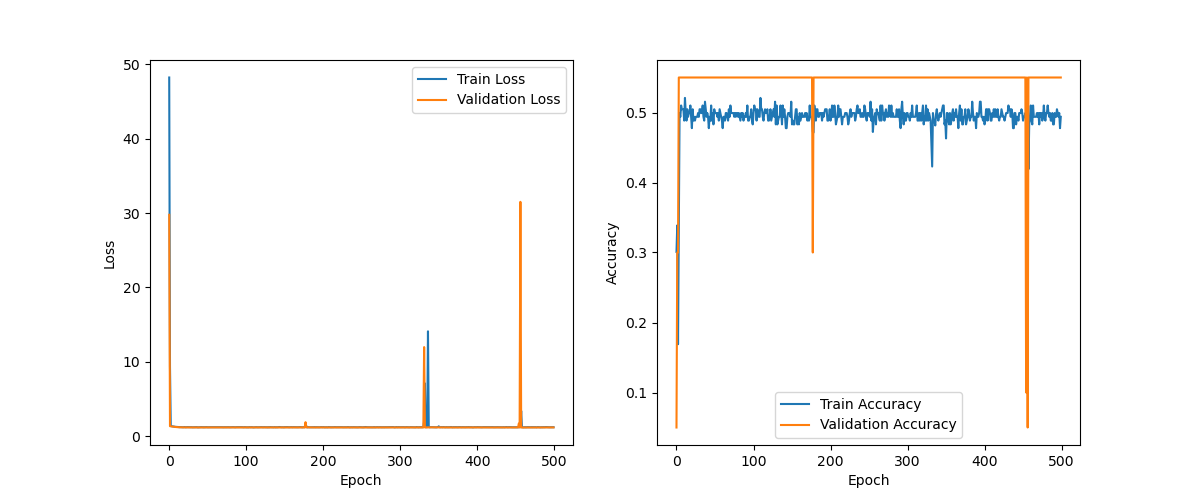 50
40
30
20
10
0
Loss
0 100 200 300 400 500
Epoch
Train Loss
Validation Loss
0.5
0.4
0.3
0.2
0.1
Accuracy
0 100 200 300 400 500
Epoch
Train Accuracy
Validation Accuracy